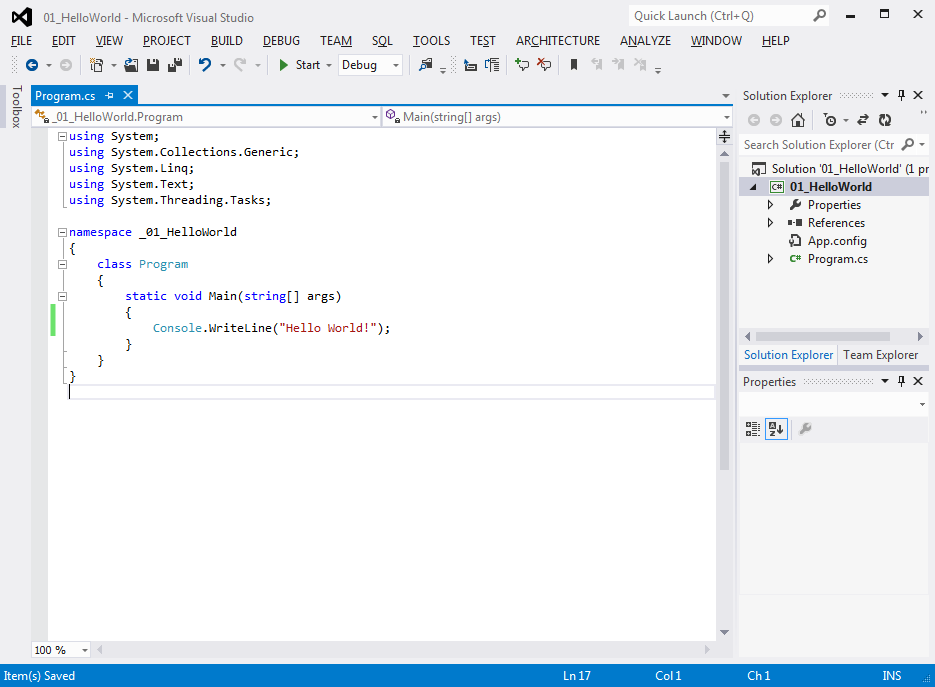 01_HelloWorld - Microsoft Visual Studio
Quick Launch (Ctrl+Q)
FILE EDIT VIEW PROJECT BUILD DEBUG TEAM SQL TOOLS TEST ARCHITECTURE ANALYZE WINDOW HELP
Start Debug
Toolbox
Program.cs
_01_HelloWorld.Program
Main(string[] args)
using System;
using System.Collections.Generic;
using System.Linq;
using System.Text;
using System.Threading.Tasks;
namespace _01_HelloWorld
{
class Program
{
static void Main(string[] args)
{
Console.WriteLine("Hello World!");
}
}
}
100 %
Solution Explorer
Search Solution Explorer (Ctr
Solution '01_HelloWorld' (1 pr
C# 01_HelloWorld
Properties
References
App.config
C# Program.cs
Solution Explorer Team Explorer
Properties
Item(s) Saved Ln 17 Col 1 Ch 1 INS